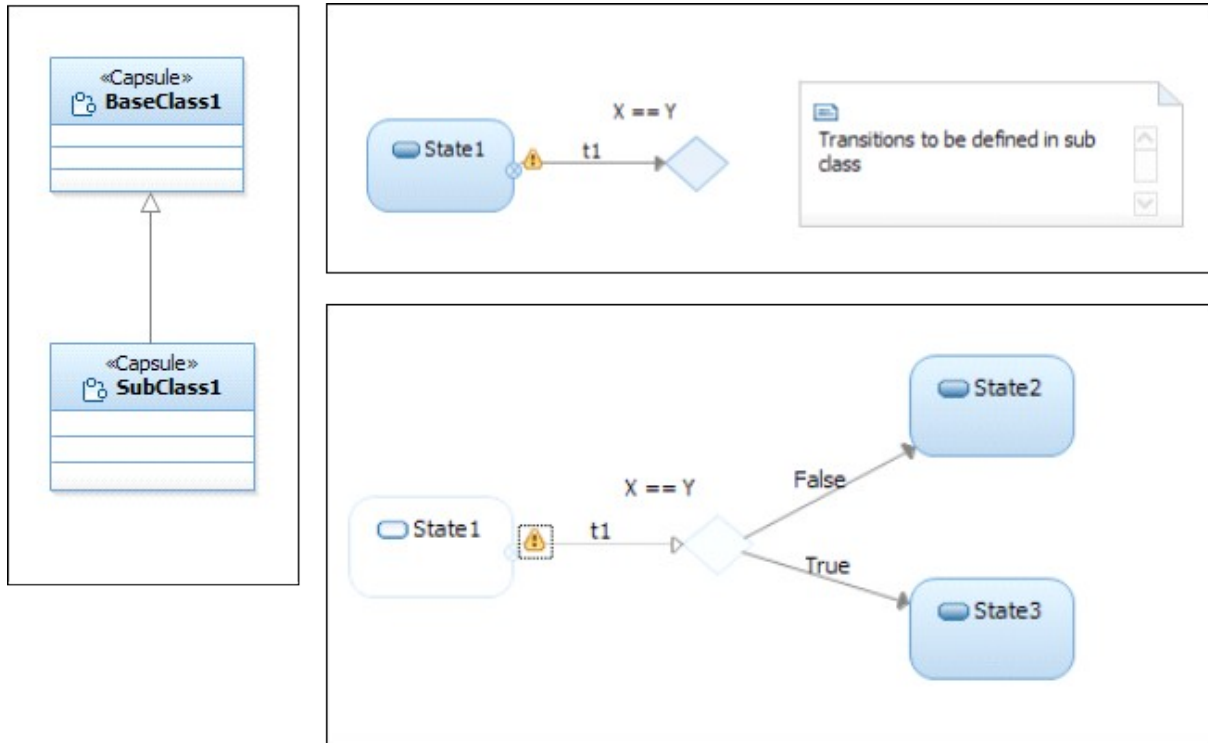 «Capsule»
BaseClass1
«Capsule»
SubClass1
X == Y
State1
t1
Transitions to be defined in sub
class
State2
False
X == Y
State1
t1
True
State3